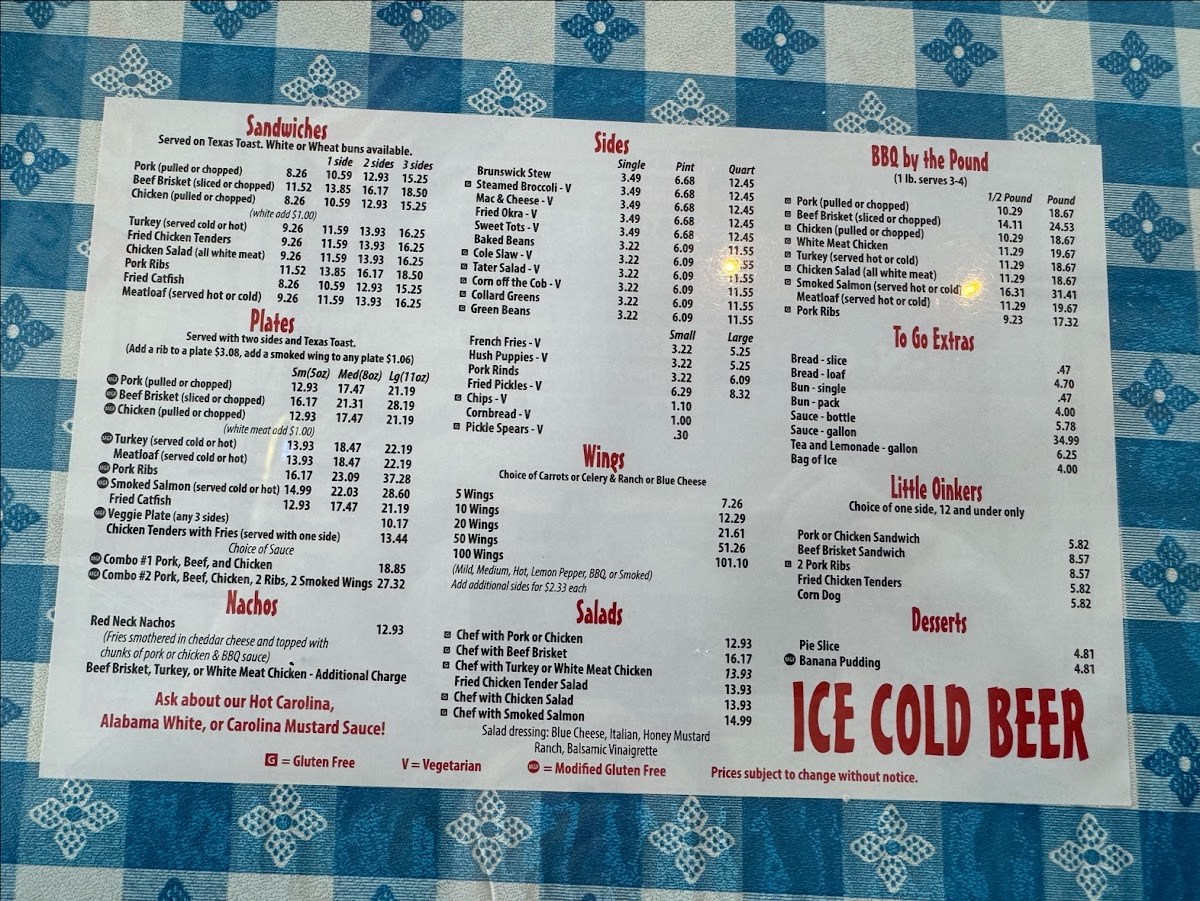 Sandwiches
Served on Texas Toast. White or Wheat buns available.
1 side 2 sides 3 sides
Pork (pulled or chopped) 8.26 10.59 12.93 15.25
Beef Brisket (sliced or chopped) 11.52 13.85 16.17 18.50
Chicken (pulled or chopped) 8.26 10.59 12.93 15.25
(white add $1.00)
Turkey (served cold or hot) 9.26 11.59 13.93 16.25
Fried Chicken Tenders 9.26 11.59 13.93 16.25
Chicken Salad (all white meat) 9.26 11.59 13.93 16.25
Pork Ribs 11.52 13.85 16.17 18.50
Fried Catfish 8.26 10.59 12.93 15.25
Meatloaf (served hot or cold) 9.26 11.59 13.93 16.25
Plates
Served with two sides and Texas Toast.
(Add a rib to a plate $3.08, add a smoked wing to any plate $1.06)
Sm(5oz) Med(8oz) Lg(11oz)
MGF Pork (pulled or chopped) 12.93 17.47 21.19
MGF Beef Brisket (sliced or chopped) 16.17 21.31 28.19
MGF Chicken (pulled or chopped) 12.93 17.47 21.19
(white meat add $1.00)
MGF Turkey (served cold or hot) 13.93 18.47 22.19
Meatloaf (served cold or hot) 13.93 18.47 22.19
MGF Pork Ribs 16.17 23.09 37.28
MGF Smoked Salmon (served cold or hot) 14.99 22.03 28.60
Fried Catfish 12.93 17.47 21.19
MGF Veggie Plate (any 3 sides) 10.17
Chicken Tenders with Fries (served with one side) 13.44
Choice of Sauce
MGF Combo #1 Pork, Beef, and Chicken 18.85
MGF Combo #2 Pork, Beef, Chicken, 2 Ribs, 2 Smoked Wings 27.32
Nachos
Red Neck Nachos 12.93
(Fries smothered in cheddar cheese and topped with
chunks of pork or chicken & BBQ sauce)
Beef Brisket, Turkey, or White Meat Chicken - Additional Charge
Ask about our Hot Carolina,
Alabama White, or Carolina Mustard Sauce!
Sides
Single Pint Quart
Brunswick Stew 3.49 6.68 12.45
G Steamed Broccoli - V 3.49 6.68 12.45
Mac & Cheese - V 3.49 6.68 12.45
Fried Okra - V 3.49 6.68 12.45
Sweet Tots - V 3.49 6.68 12.45
Baked Beans 3.22 6.09 11.55
G Cole Slaw - V 3.22 6.09 .55
G Tater Salad - V 3.22 6.09 11.55
G Corn off the Cob - V 3.22 6.09 11.55
G Collard Greens 3.22 6.09 11.55
G Green Beans 3.22 6.09 11.55
Small Large
French Fries - V 3.22 5.25
Hush Puppies - V 3.22 5.25
Pork Rinds 3.22 6.09
Fried Pickles - V 6.29 8.32
G Chips - V 1.10
Cornbread - V 1.00
G Pickle Spears - V .30
Wings
Choice of Carrots or Celery & Ranch or Blue Cheese
5 Wings 7.26
10 Wings 12.29
20 Wings 21.61
50 Wings 51.26
100 Wings 101.10
(Mild, Medium, Hot, Lemon Pepper, BBQ, or Smoked)
Add additional sides for $2.33 each
Salads
G Chef with Pork or Chicken 12.93
G Chef with Beef Brisket 16.17
G Chef with Turkey or White Meat Chicken 13.93
Fried Chicken Tender Salad 13.93
G Chef with Chicken Salad 13.93
G Chef with Smoked Salmon 14.99
Salad dressing: Blue Cheese, Italian, Honey Mustard
Ranch, Balsamic Vinaigrette
BBQ by the Pound
(1 lb. serves 3-4)
1/2 Pound Pound
G Pork (pulled or chopped) 10.29 18.67
G Beef Brisket (sliced or chopped) 14.11 24.53
G Chicken (pulled or chopped) 10.29 18.67
G White Meat Chicken 11.29 19.67
G Turkey (served hot or cold) 11.29 18.67
G Chicken Salad (all white meat) 11.29 18.67
G Smoked Salmon (served hot or cold) 16.31 31.41
Meatloaf (served hot or cold) 11.29 19.67
G Pork Ribs 9.23 17.32
To Go Extras
Bread - slice .47
Bread - loaf 4.70
Bun - single .47
Bun - pack 4.00
Sauce - bottle 5.78
Sauce - gallon 34.99
Tea and Lemonade - gallon 6.25
Bag of Ice 4.00
Little Oinkers
Choice of one side, 12 and under only
Pork or Chicken Sandwich 5.82
Beef Brisket Sandwich 8.57
G 2 Pork Ribs 8.57
Fried Chicken Tenders 5.82
Corn Dog 5.82
Desserts
Pie Slice 4.81
MGF Banana Pudding 4.81
ICE COLD BEER
G = Gluten Free V = Vegetarian MGF = Modified Gluten Free Prices subject to change without notice.